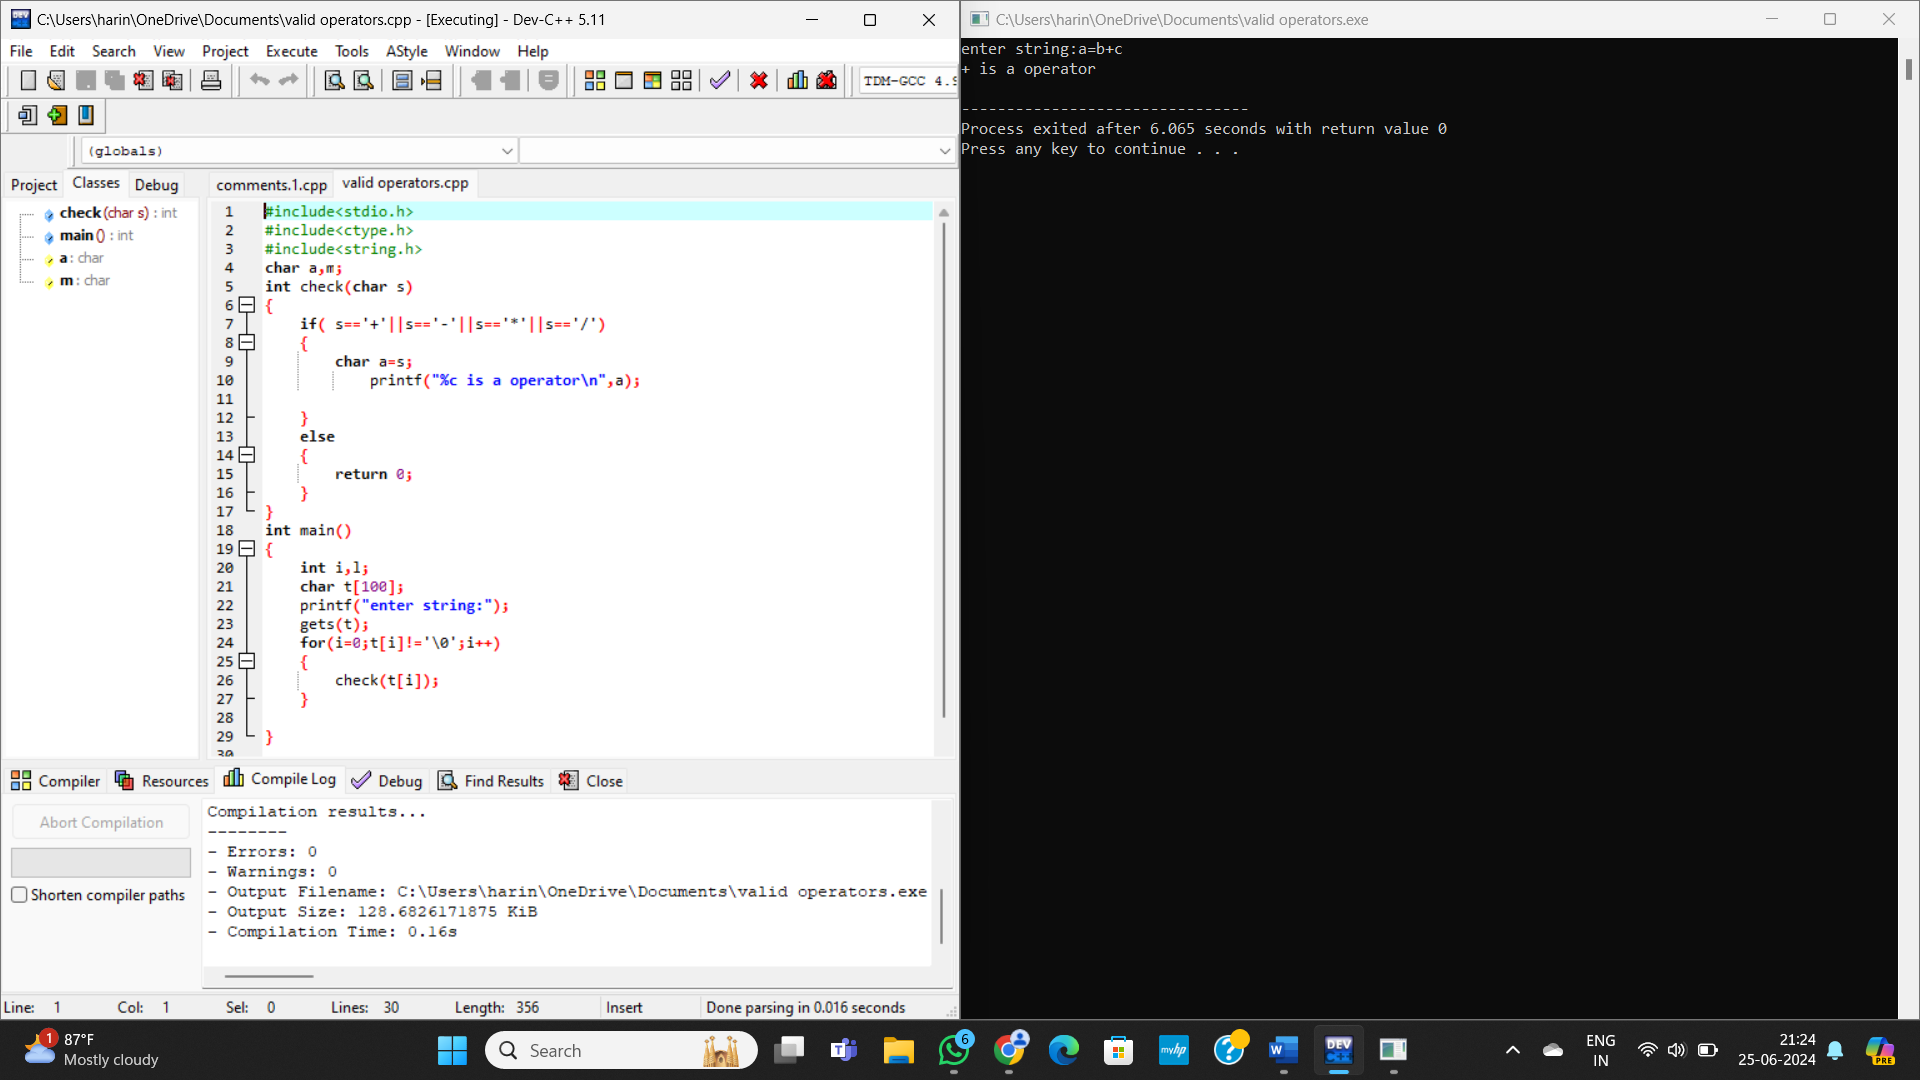 C:\Users\harin\OneDrive\Documents\valid operators.cpp - [Executing] - Dev-C++ 5.11
File Edit Search View Project Execute Tools AStyle Window Help
TDM-GCC 4.9
(globals)
Project Classes Debug
check (char s) : int
main () : int
a : char
m : char
comments.1.cpp valid operators.cpp
1 #include<stdio.h>
2 #include<ctype.h>
3 #include<string.h>
4 char a,m;
5 int check(char s)
6 {
7 if( s=='+'||s=='-'||s=='*'||s=='/')
8 {
9 char a=s;
10 printf("%c is a operator\n",a);
11
12 }
13 else
14 {
15 return 0;
16 }
17 }
18 int main()
19 {
20 int i,l;
21 char t[100];
22 printf("enter string:");
23 gets(t);
24 for(i=0;t[i]!='\0';i++)
25 {
26 check(t[i]);
27 }
28
29 }
30
Compiler Resources Compile Log Debug Find Results Close
Abort Compilation
Shorten compiler paths
Compilation results...
--------
- Errors: 0
- Warnings: 0
- Output Filename: C:\Users\harin\OneDrive\Documents\valid operators.exe
- Output Size: 128.6826171875 KiB
- Compilation Time: 0.16s
Line: 1 Col: 1 Sel: 0 Lines: 30 Length: 356 Insert Done parsing in 0.016 seconds
C:\Users\harin\OneDrive\Documents\valid operators.exe
enter string:a=b+c
+ is a operator
--------------------------------
Process exited after 6.065 seconds with return value 0
Press any key to continue . . .
1
87°F
Mostly cloudy
Search
T
6
myhp
W
DEV
C++
ENG
IN
21:24
25-06-2024
PRE